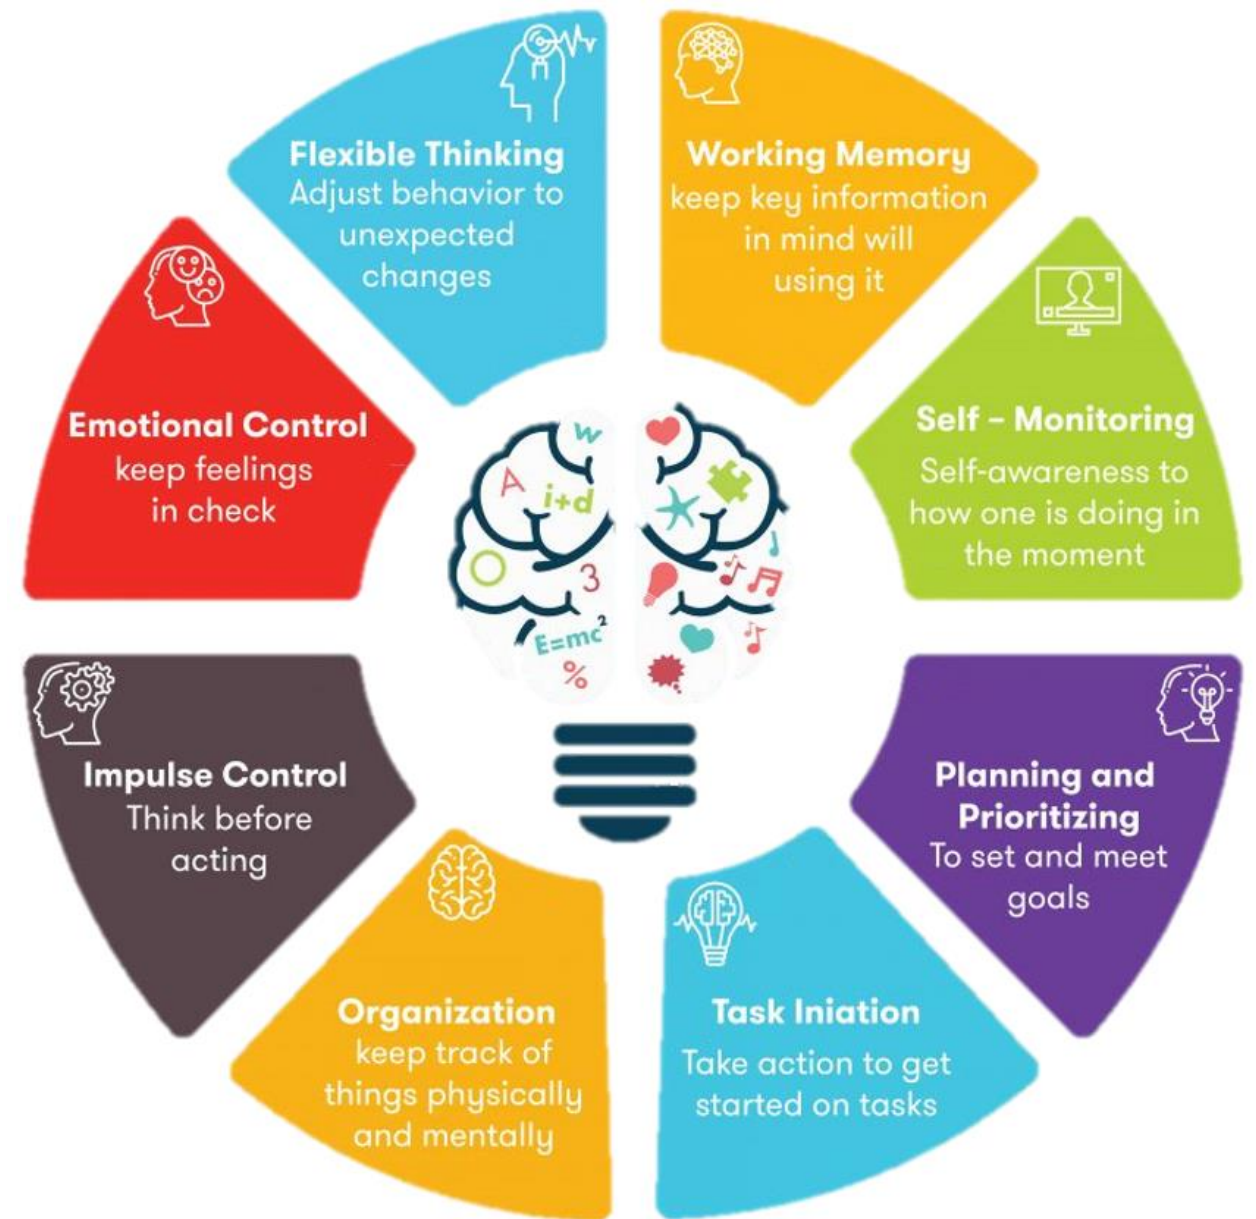 Flexible Thinking
Adjust behavior to
unexpected
changes
Working Memory
keep key information
in mind will
using it
Self – Monitoring
Self-awareness to
how one is doing in
the moment
Planning and
Prioritizing
To set and meet
goals
Task Iniation
Take action to get
started on tasks
Organization
keep track of
things physically
and mentally
Impulse Control
Think before
acting
Emotional Control
keep feelings
in check
w
A
i+d
3
E=mc²
%